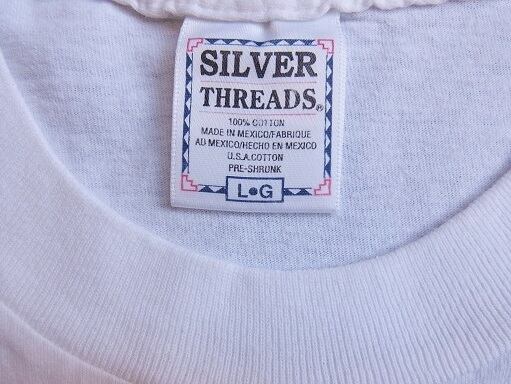 SILVER
THREADS®
100% COTTON
MADE IN MEXICO/FABRIQUE
AU MEXICO/HECHO EN MEXICO
U.S.A. COTTON
PRE-SHRUNK
L•G